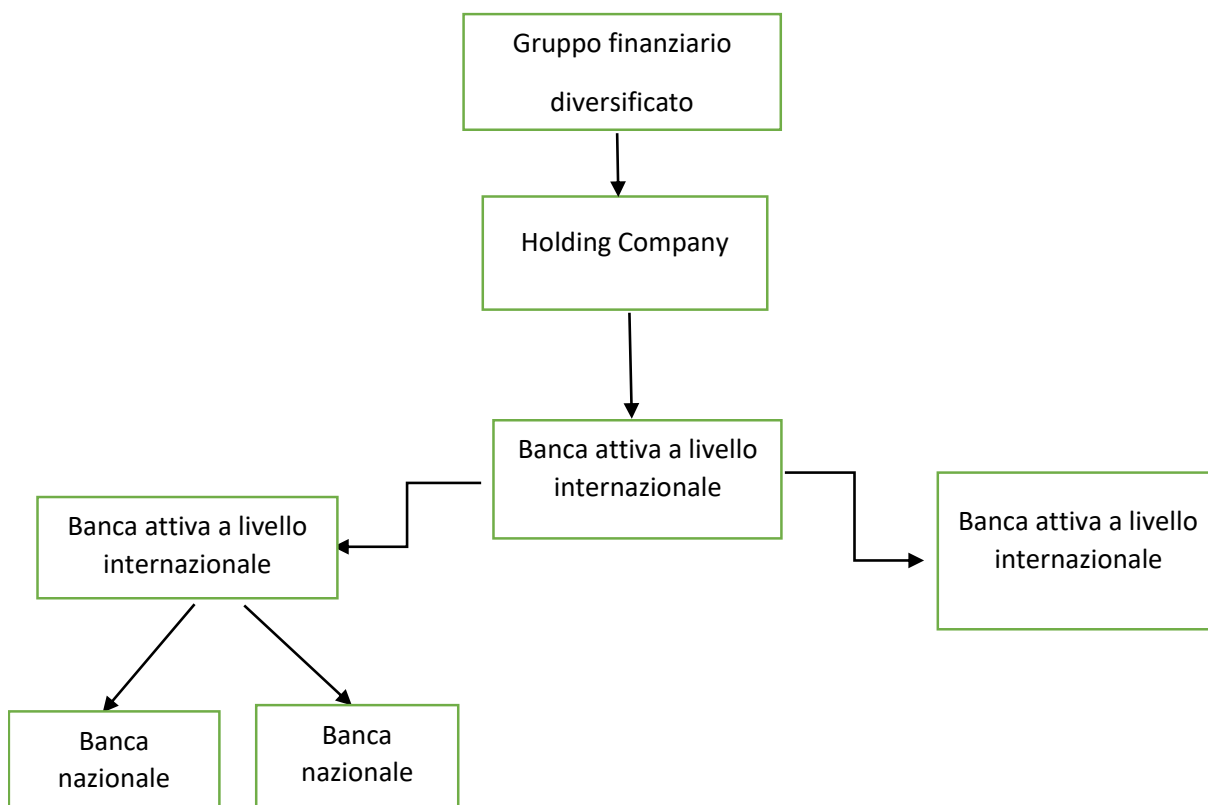 Gruppo finanziario
diversificato
Holding Company
Banca attiva a livello
internazionale
Banca attiva a livello
internazionale
Banca attiva a livello
internazionale
Banca
nazionale
Banca
nazionale